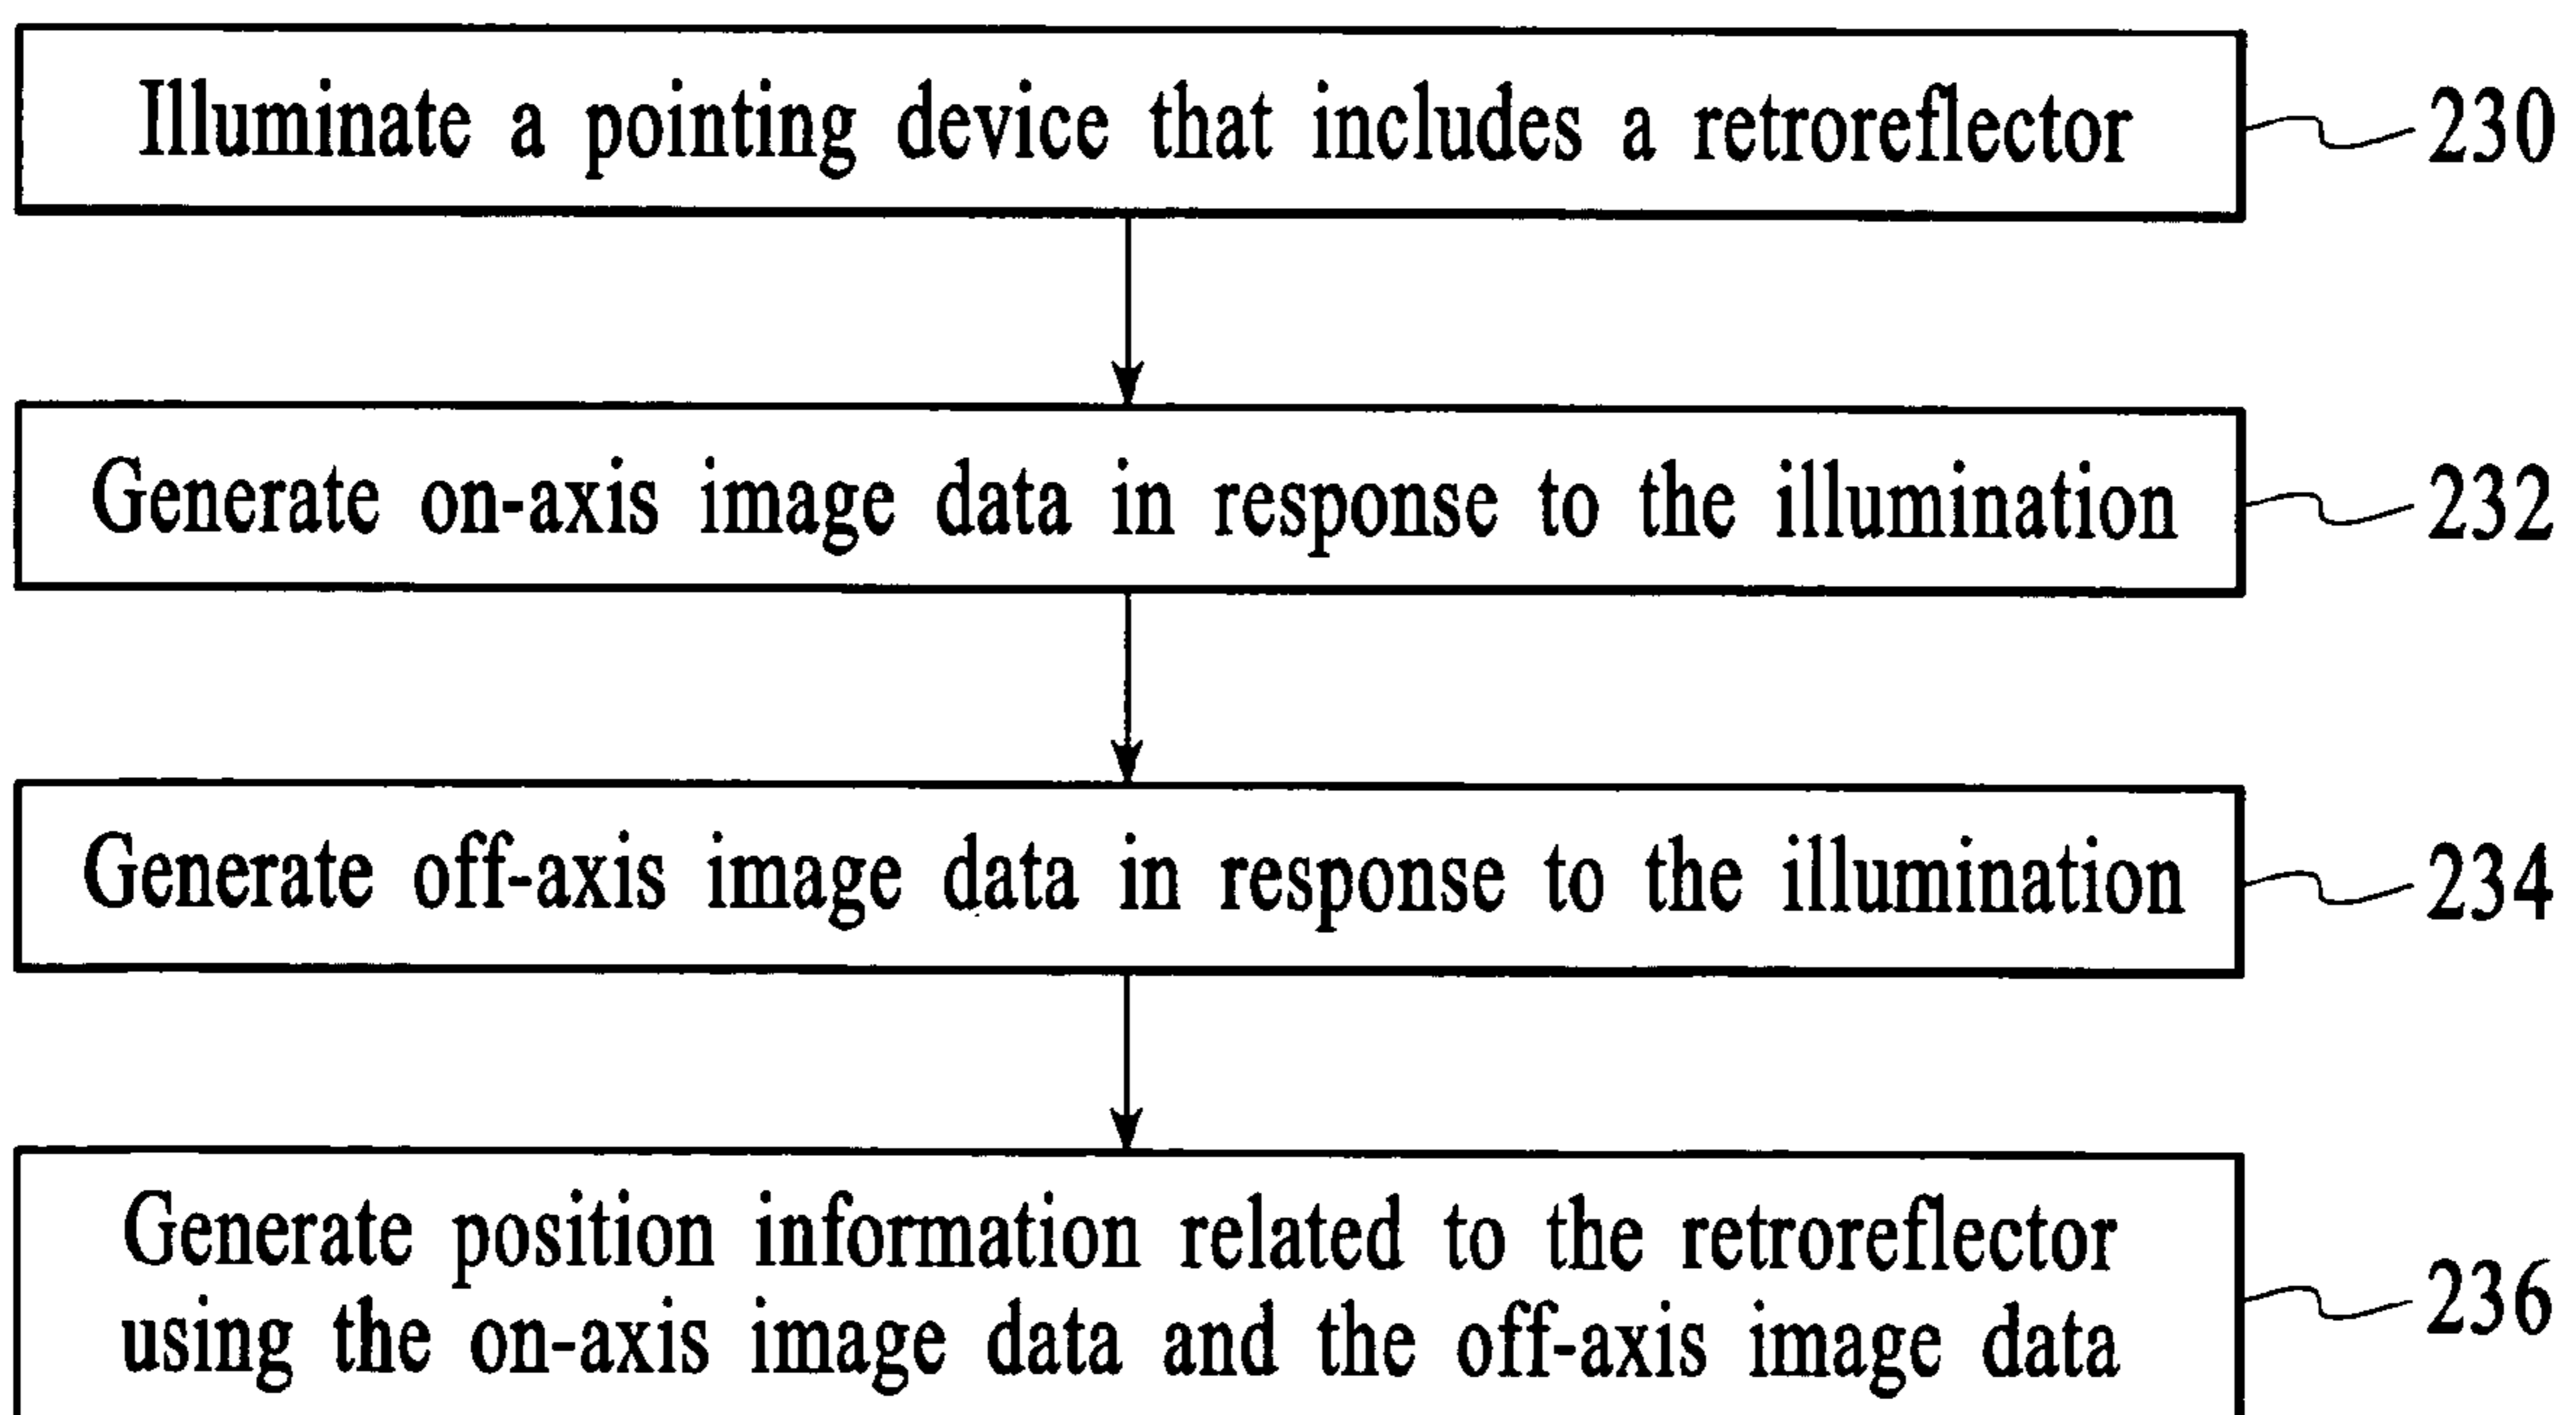 Illuminate a pointing device that includes a retroreflector
230
Generate on-axis image data in response to the illumination
232
Generate off-axis image data in response to the illumination
234
Generate position information related to the retroreflector
using the on-axis image data and the off-axis image data
236